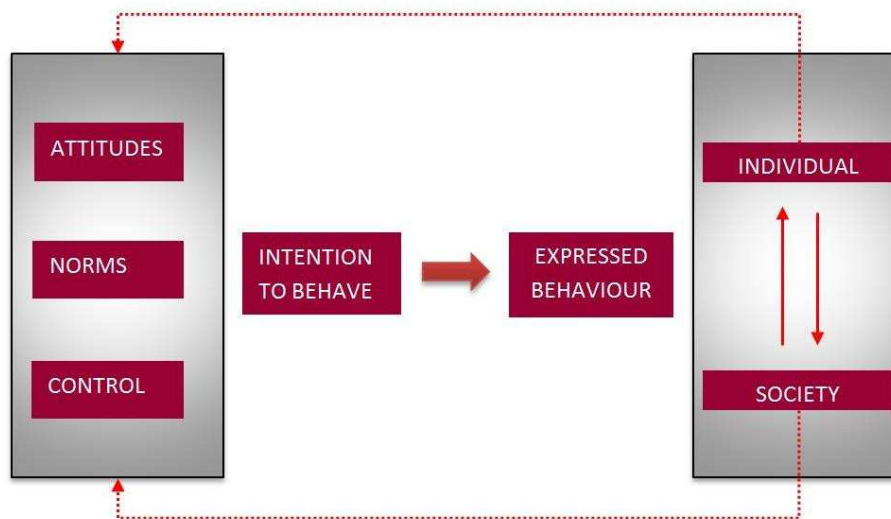 ATTITUDES
NORMS
CONTROL
INTENTION
TO BEHAVE
EXPRESSED
BEHAVIOUR
INDIVIDUAL
SOCIETY